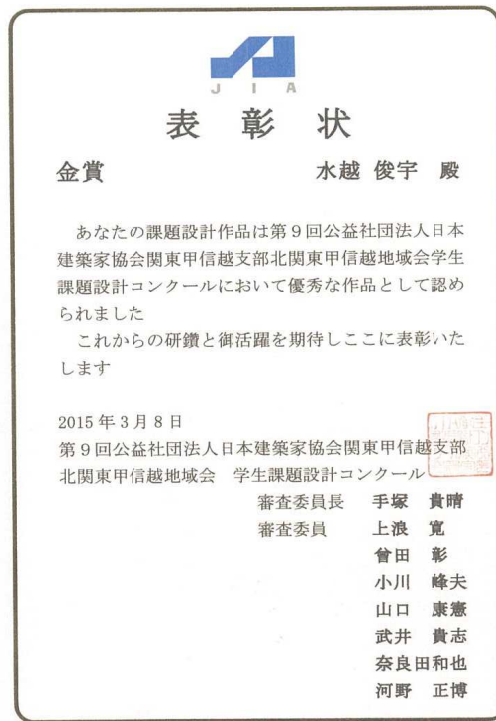 JIA
表彰状
金賞 水越 俊宇 殿
あなたの課題設計作品は第9回公益社団法人日本
建築家協会関東甲信越支部北関東甲信越地域会学生
課題設計コンクールにおいて優秀な作品として認め
られました
これからの研鑽と御活躍を期待しここに表彰いた
します
2015年3月8日
第9回公益社団法人日本建築家協会関東甲信越支部
北関東甲信越地域会 学生課題設計コンクール
審査委員長 手塚 貴晴
審査委員 上浪 寛
曾田 彰
小川 峰夫
山口 康憲
武井 貴志
奈良田和也
河野 正博